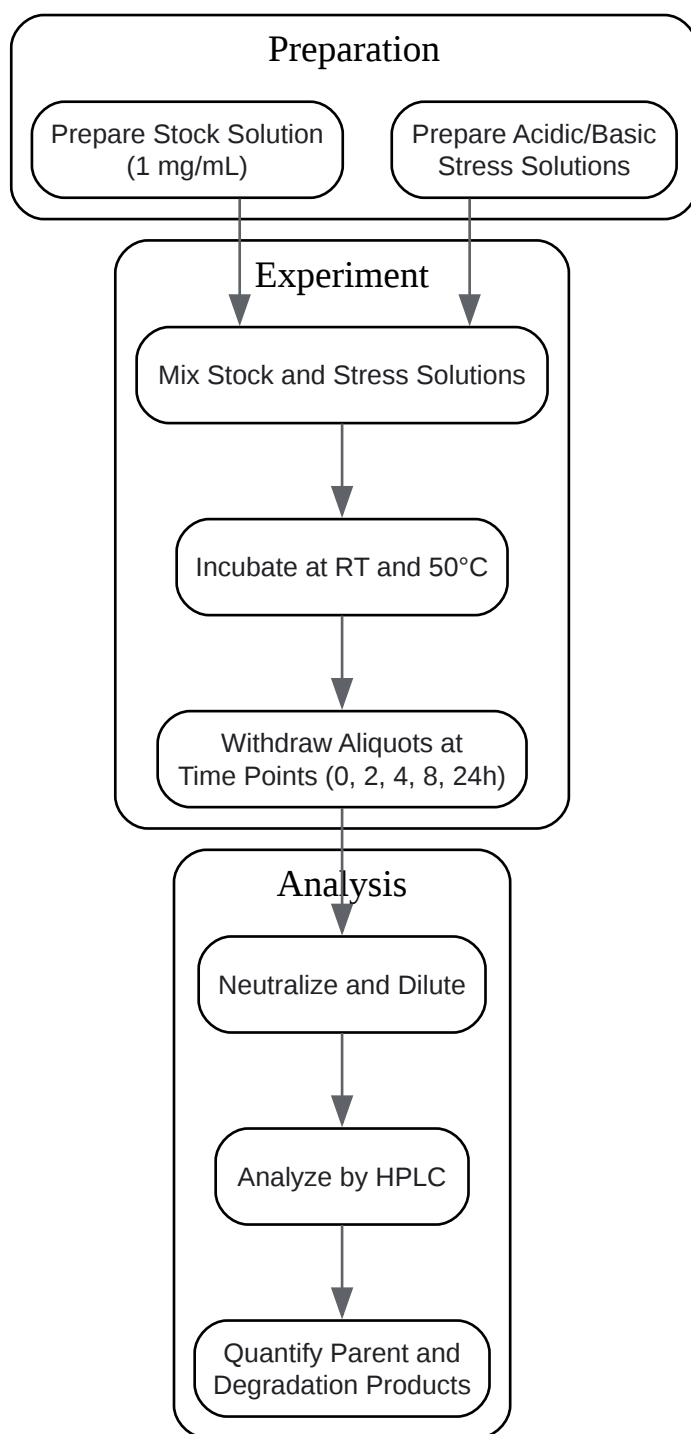 Preparation
Prepare Stock Solution
(1 mg/mL)
Prepare Acidic/Basic
Stress Solutions
Experiment
Mix Stock and Stress Solutions
Incubate at RT and 50°C
Withdraw Aliquots at
Time Points (0, 2, 4, 8, 24h)
Analysis
Neutralize and Dilute
Analyze by HPLC
Quantify Parent and
Degradation Products